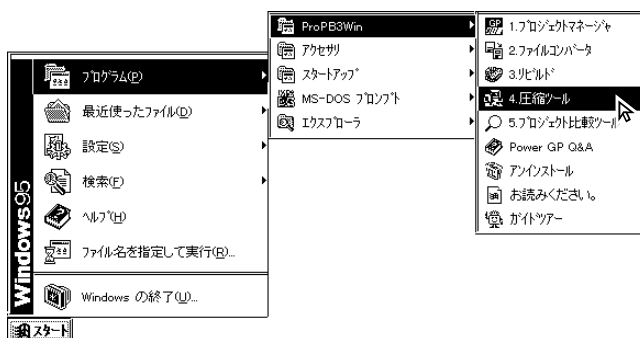 Windows95
ﾌﾟﾛｸﾞﾗﾑ(P)
最近使ったﾌｧｲﾙ(D)
設定(S)
検索(F)
ﾍﾙﾌﾟ(H)
ﾌｧｲﾙ名を指定して実行(R)...
Windows の終了(U)...
スタート
ProPB3Win
ｱｸｾｻﾘ
ｽﾀｰﾄｱｯﾌﾟ
MS-DOS ﾌﾟﾛﾝﾌﾟﾄ
ｴｸｽﾌﾟﾛｰﾗ
GP
1.ﾌﾟﾛｼﾞｪｸﾄﾏﾈｰｼﾞｬ
2.ﾌｧｲﾙｺﾝﾊﾞｰﾀ
3.ﾘﾋﾞﾙﾄﾞ
4.圧縮ﾂｰﾙ
5.ﾌﾟﾛｼﾞｪｸﾄ比較ﾂｰﾙ
Power GP Q&A
ｱﾝｲﾝｽﾄｰﾙ
お読みください。
ｶﾞｲﾄﾞﾂｱｰ